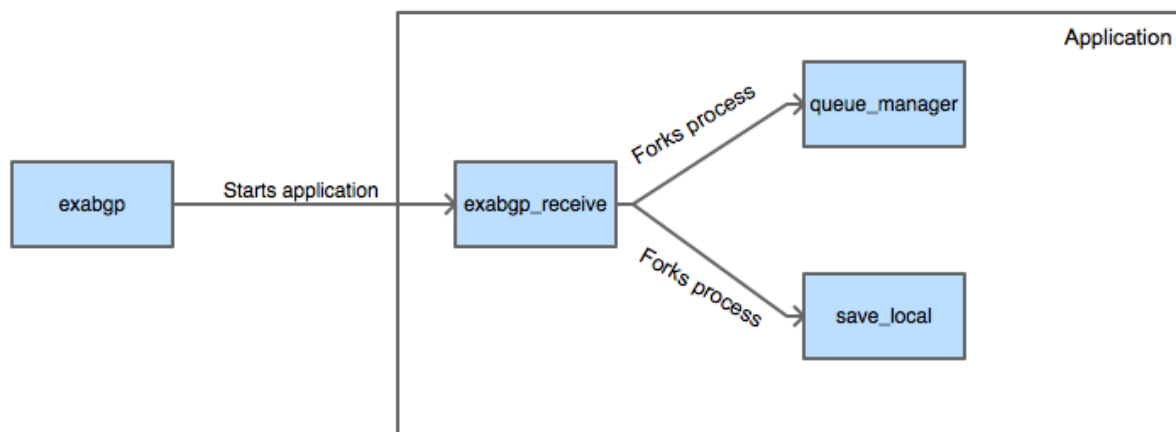 Application
queue_manager
Forks process
exabgp
Starts application
exabgp_receive
Forks process
save_local